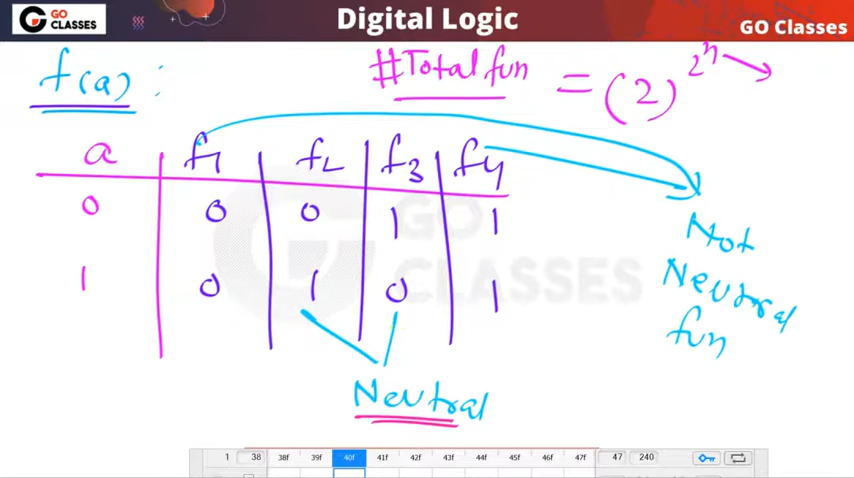 GO CLASSES
Digital Logic
GO Classes
f(a) :
#Total fun = (2)^2^n
a f1 f2 f3 f4
0 0 0 1 1
1 0 1 0 1
Not
Neutral
fun
Neutral
GO
CLASSES
1 38 38f 39f 40f 41f 42f 43f 44f 45f 46f 47f 47 240